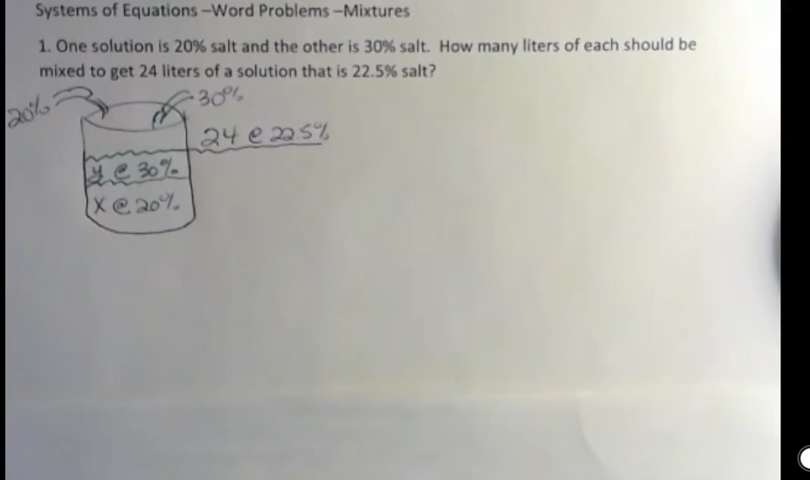 Systems of Equations –Word Problems –Mixtures
1. One solution is 20% salt and the other is 30% salt. How many liters of each should be
mixed to get 24 liters of a solution that is 22.5% salt?
20%
30%
24 @ 22.5%
y @ 30%
x @ 20%